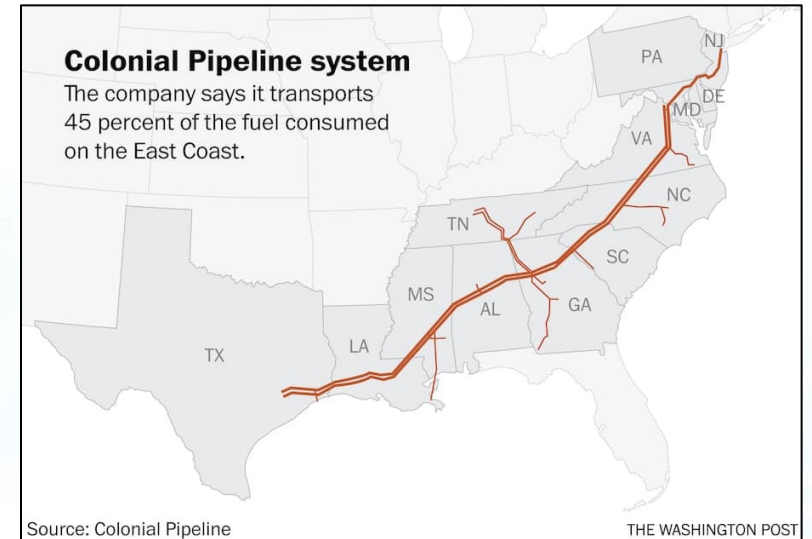 Colonial Pipeline system
The company says it transports
45 percent of the fuel consumed
on the East Coast.
NJ
PA
DE
MD
VA
NC
TN
SC
MS
AL
GA
LA
TX
Source: Colonial Pipeline
THE WASHINGTON POST